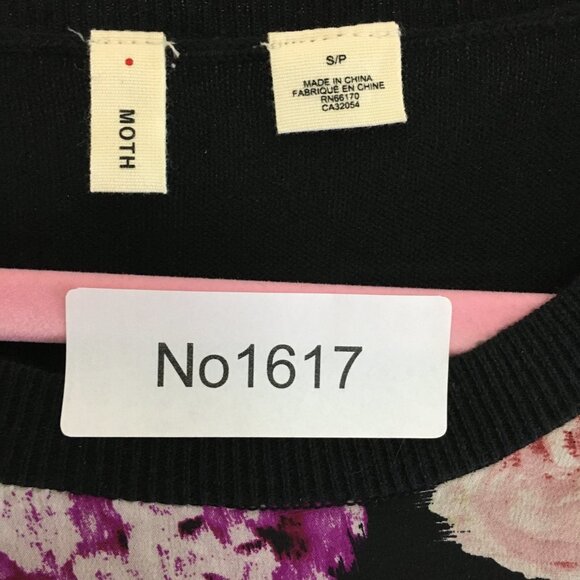 MOTH
S/P
MADE IN CHINA
FABRIQUÉ EN CHINE
RN66170
CA32054
No1617